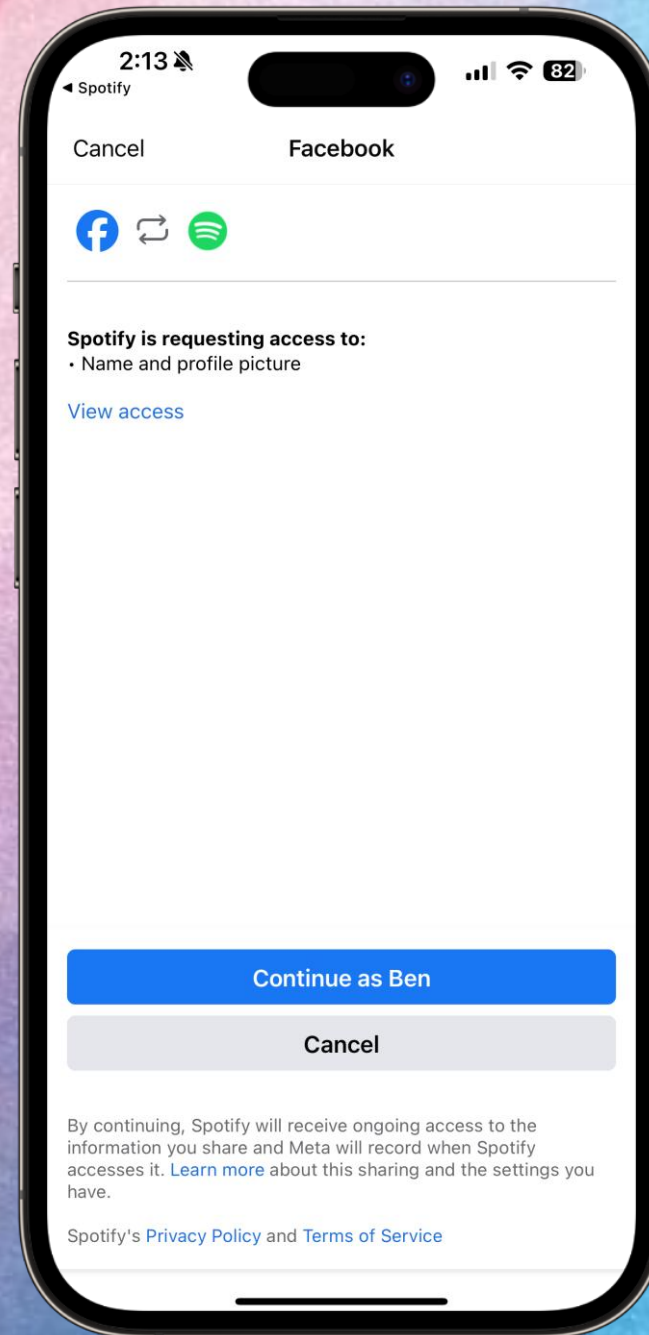 2:13
82
◀ Spotify
Cancel
Facebook
Spotify is requesting access to:
• Name and profile picture
View access
Continue as Ben
Cancel
By continuing, Spotify will receive ongoing access to the
information you share and Meta will record when Spotify
accesses it. Learn more about this sharing and the settings you
have.
Spotify's Privacy Policy and Terms of Service